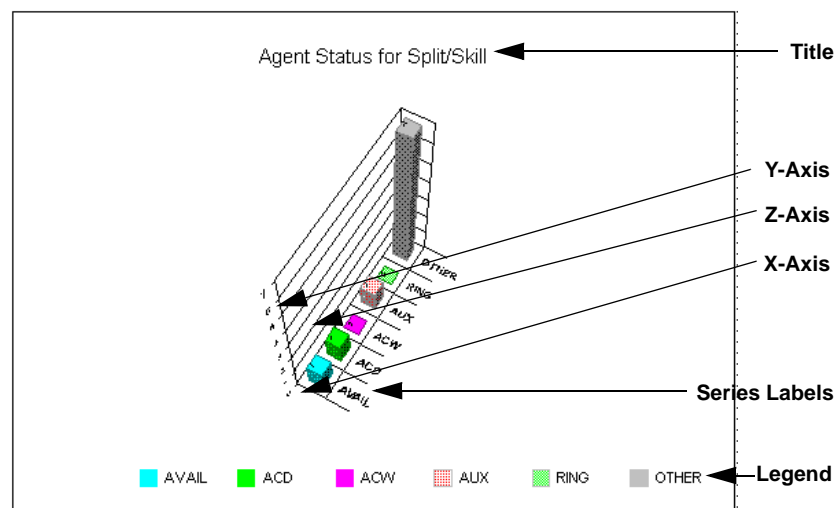 Agent Status for Split/Skill
Title
Y-Axis
Z-Axis
X-Axis
OTHER
RING
AUX
ACW
ACD
AVAIL
Series Labels
AVAIL ACD ACW AUX RING OTHER
Legend